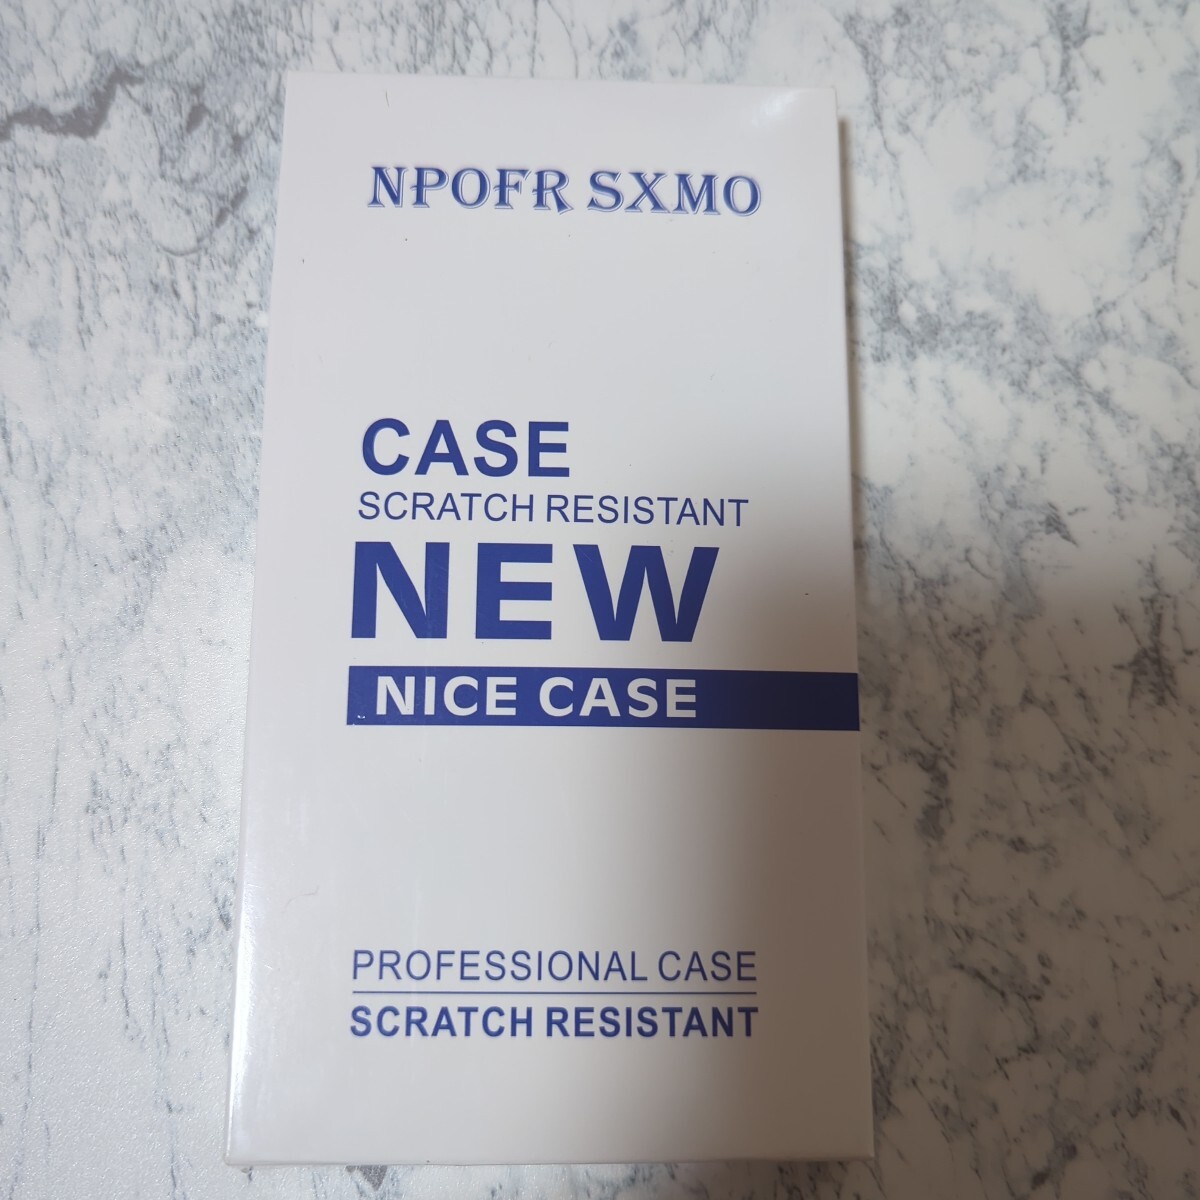 NPOFR SXMO
CASE
SCRATCH RESISTANT
NEW
NICE CASE
PROFESSIONAL CASE
SCRATCH RESISTANT